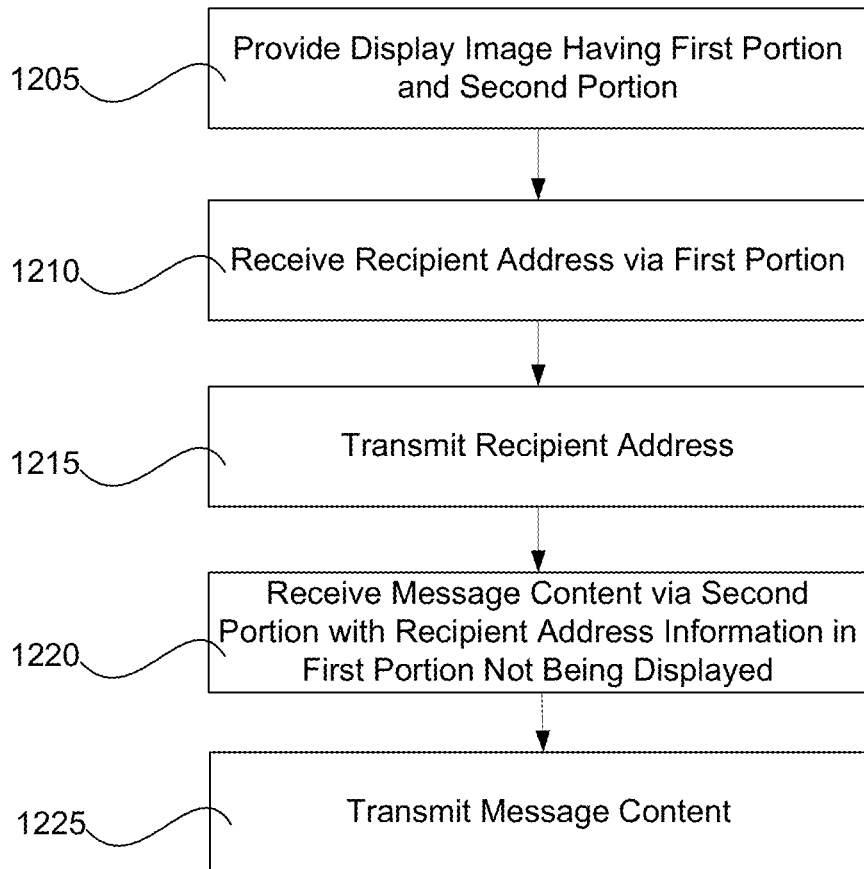 1205
Provide Display Image Having First Portion
and Second Portion
1210
Receive Recipient Address via First Portion
1215
Transmit Recipient Address
1220
Receive Message Content via Second
Portion with Recipient Address Information in
First Portion Not Being Displayed
1225
Transmit Message Content